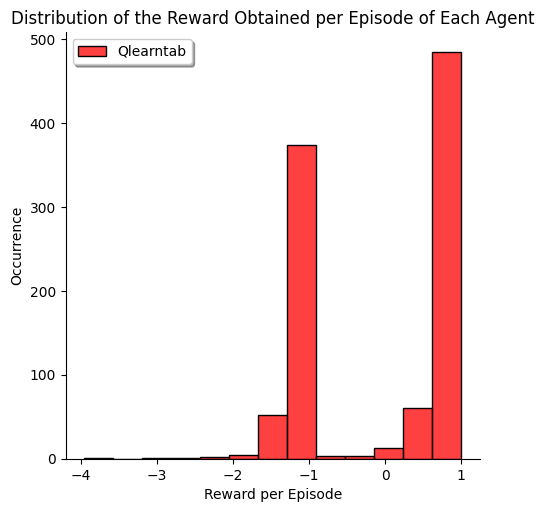 Distribution of the Reward Obtained per Episode of Each Agent
Qlearntab
500
400
300
200
100
0
Occurrence
−4 −3 −2 −1 0 1
Reward per Episode